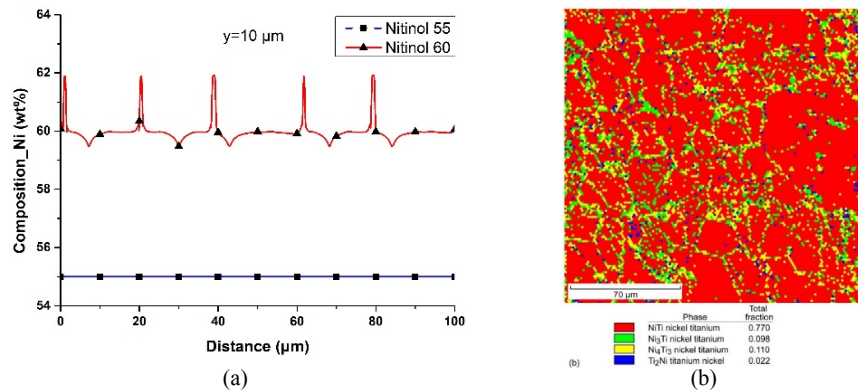 y=10 µm
Nitinol 55
Nitinol 60
64
62
60
58
56
54
Composition_Ni (wt%)
0 20 40 60 80 100
Distance (µm)
(a)
70 µm
Phase Total fraction
NiTi nickel titanium 0.770
Ni3Ti nickel titanium 0.098
Ni4Ti3 nickel titanium 0.110
Ti2Ni titanium nickel 0.022
(b)
(b)